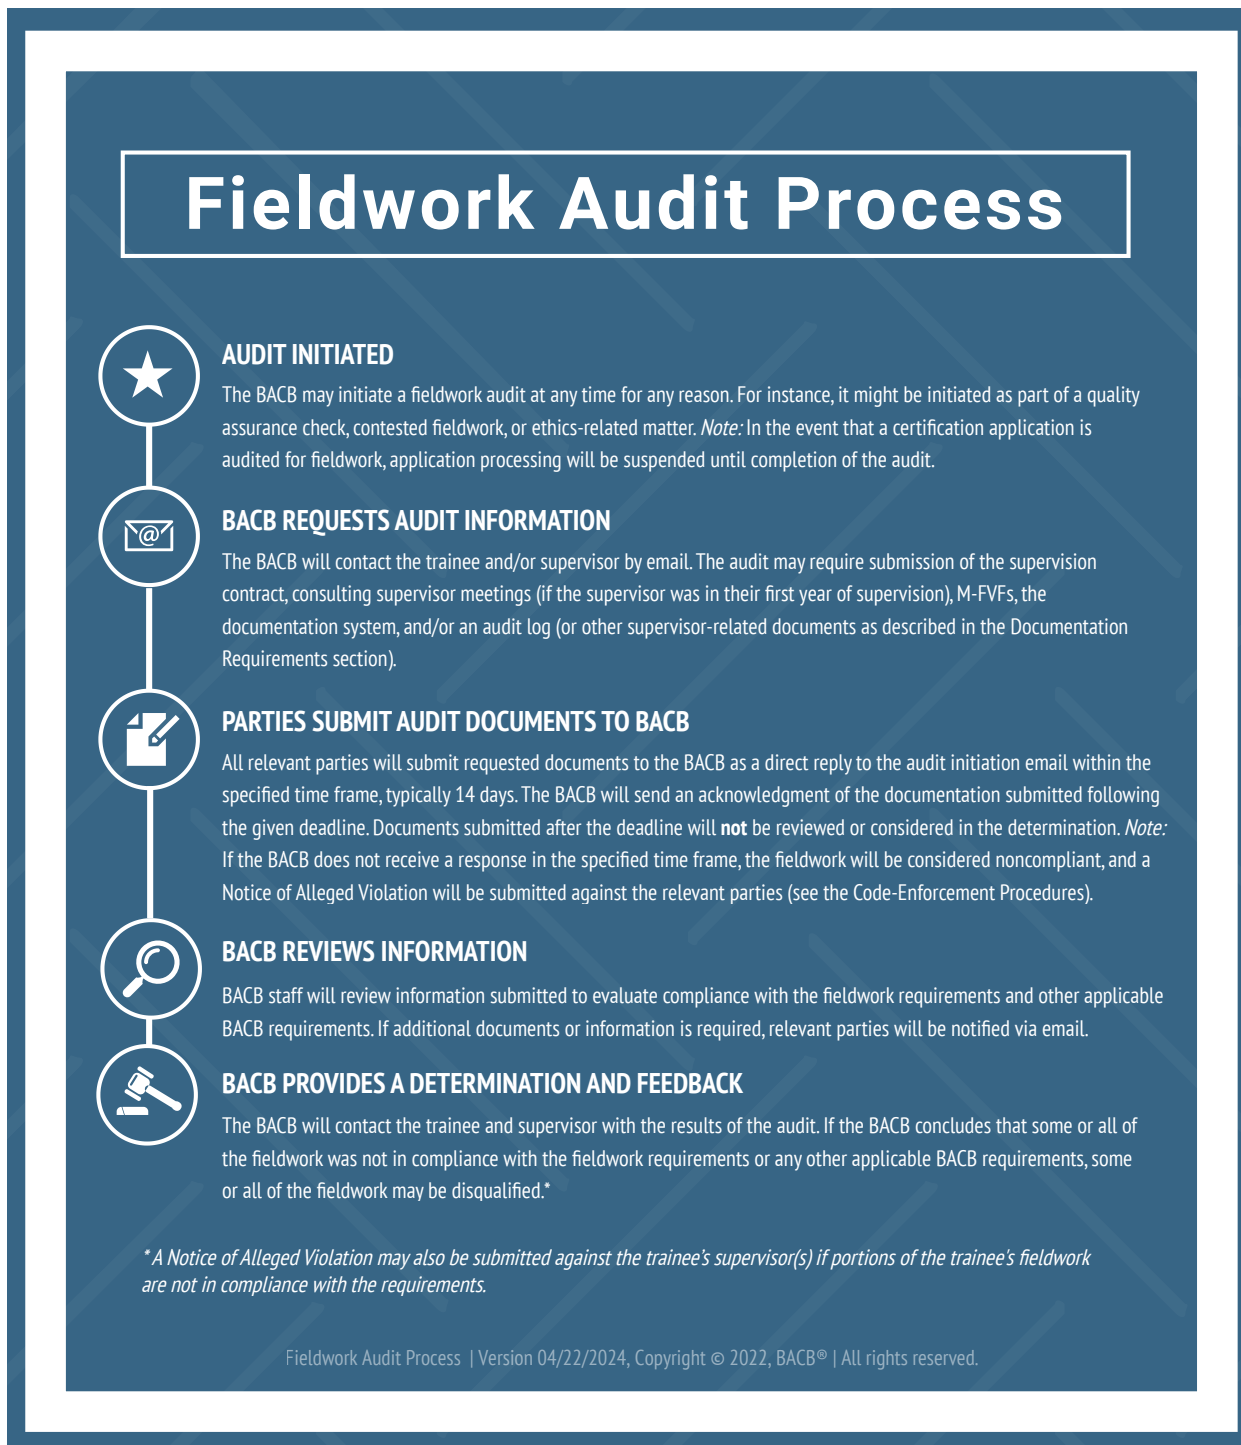 Fieldwork Audit Process
AUDIT INITIATED
The BACB may initiate a fieldwork audit at any time for any reason. For instance, it might be initiated as part of a quality
assurance check, contested fieldwork, or ethics-related matter. Note: In the event that a certification application is
audited for fieldwork, application processing will be suspended until completion of the audit.
@
BACB REQUESTS AUDIT INFORMATION
The BACB will contact the trainee and/or supervisor by email. The audit may require submission of the supervision
contract, consulting supervisor meetings (if the supervisor was in their first year of supervision), M-FVFs, the
documentation system, and/or an audit log (or other supervisor-related documents as described in the Documentation
Requirements section).
PARTIES SUBMIT AUDIT DOCUMENTS TO BACB
All relevant parties will submit requested documents to the BACB as a direct reply to the audit initiation email within the
specified time frame, typically 14 days. The BACB will send an acknowledgment of the documentation submitted following
the given deadline. Documents submitted after the deadline will not be reviewed or considered in the determination. Note:
If the BACB does not receive a response in the specified time frame, the fieldwork will be considered noncompliant, and a
Notice of Alleged Violation will be submitted against the relevant parties (see the Code-Enforcement Procedures).
BACB REVIEWS INFORMATION
BACB staff will review information submitted to evaluate compliance with the fieldwork requirements and other applicable
BACB requirements. If additional documents or information is required, relevant parties will be notified via email.
BACB PROVIDES A DETERMINATION AND FEEDBACK
The BACB will contact the trainee and supervisor with the results of the audit. If the BACB concludes that some or all of
the fieldwork was not in compliance with the fieldwork requirements or any other applicable BACB requirements, some
or all of the fieldwork may be disqualified.*
* A Notice of Alleged Violation may also be submitted against the trainee's supervisor(s) if portions of the trainee's fieldwork
are not in compliance with the requirements.
Fieldwork Audit Process | Version 04/22/2024, Copyright © 2022, BACB® | All rights reserved.